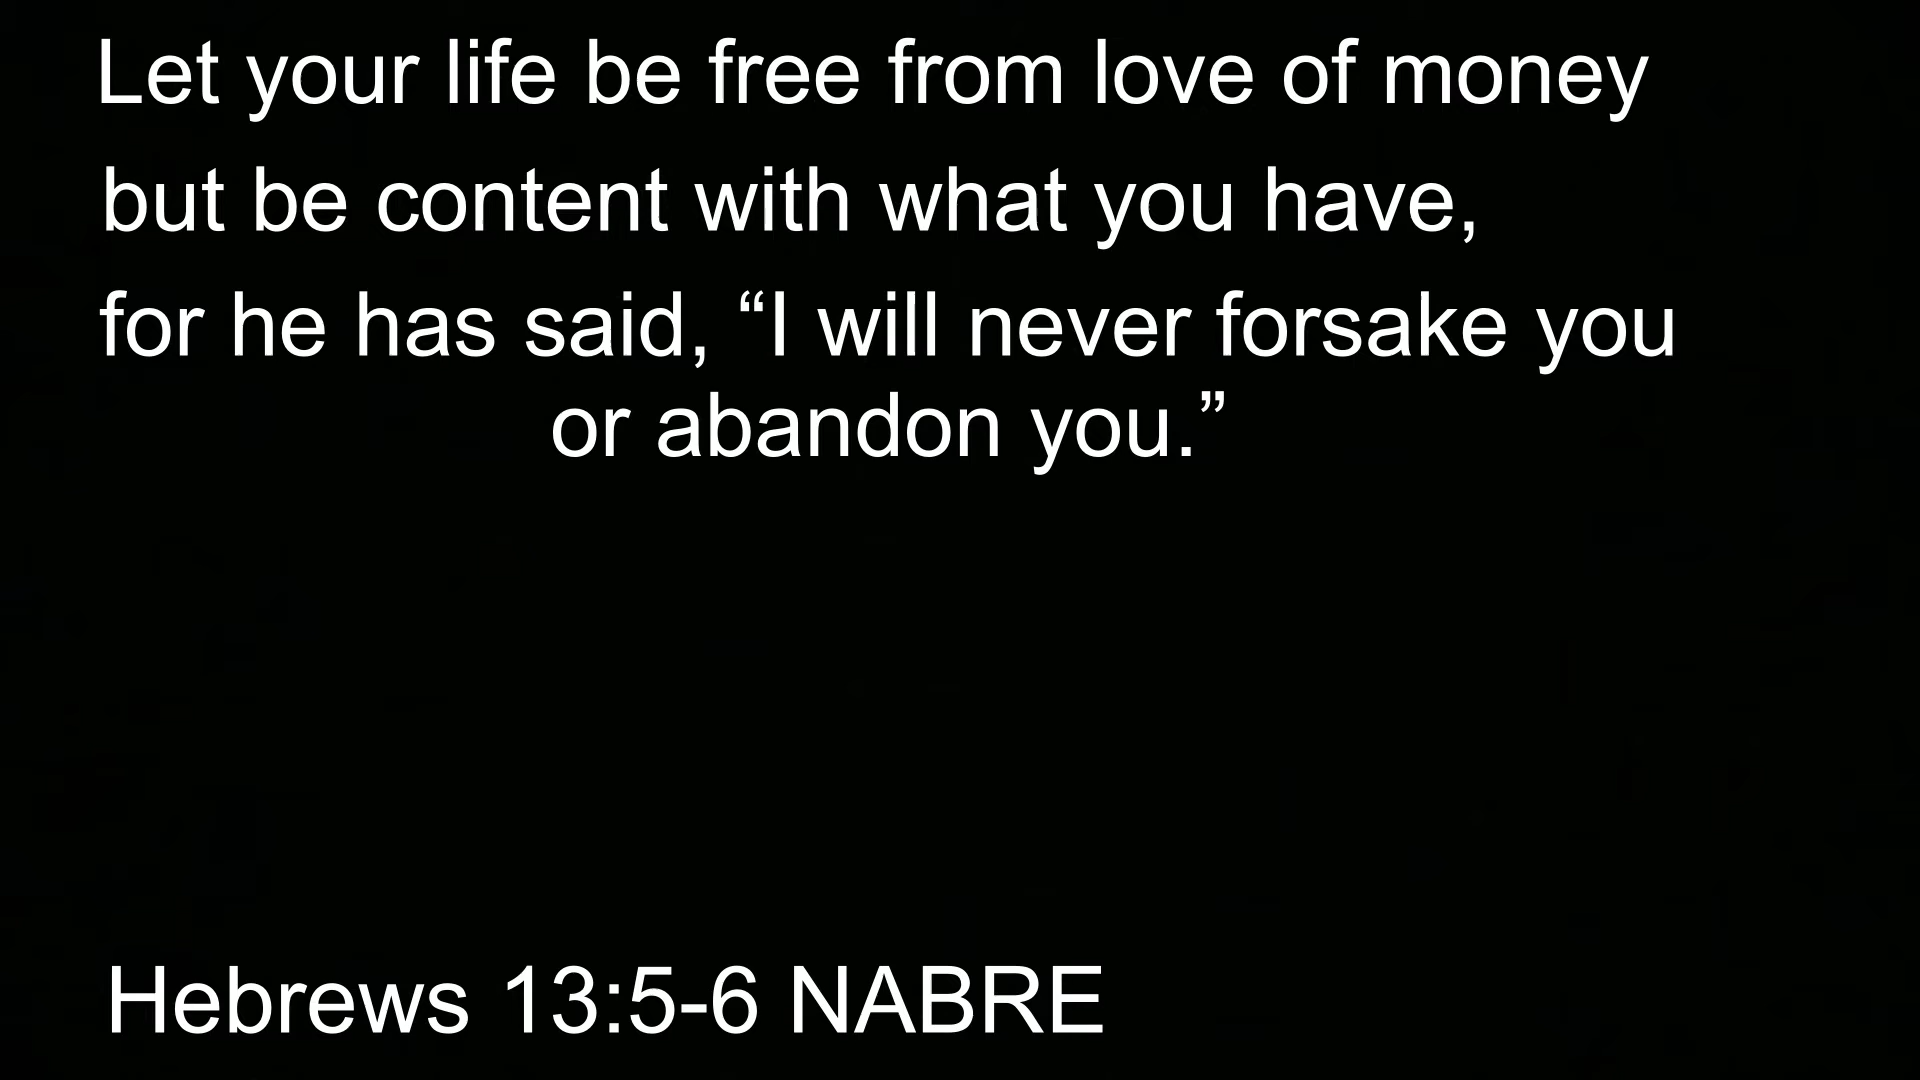 Let your life be free from love of money
but be content with what you have,
for he has said, “I will never forsake you
or abandon you.”
Hebrews 13:5-6 NABRE